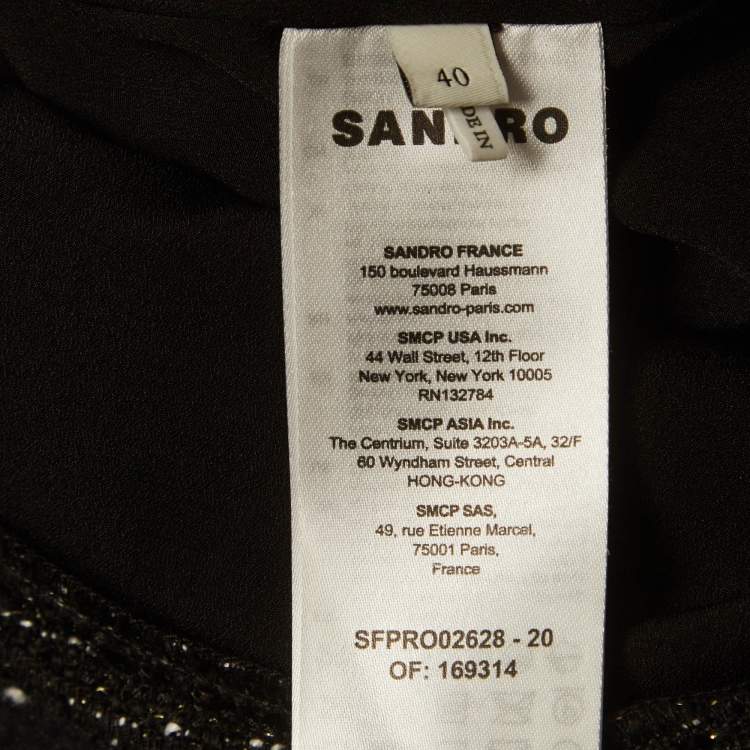 40
DE IN
SANDRO
SANDRO FRANCE
150 boulevard Haussmann
75008 Paris
www.sandro-paris.com
SMCP USA Inc.
44 Wall Street, 12th Floor
New York, New York 10005
RN132784
SMCP ASIA Inc.
The Centrium, Suite 3203A-5A, 32/F
60 Wyndham Street, Central
HONG-KONG
SMCP SAS,
49, rue Etienne Marcel,
75001 Paris,
France
SFPRO02628 - 20
OF: 169314